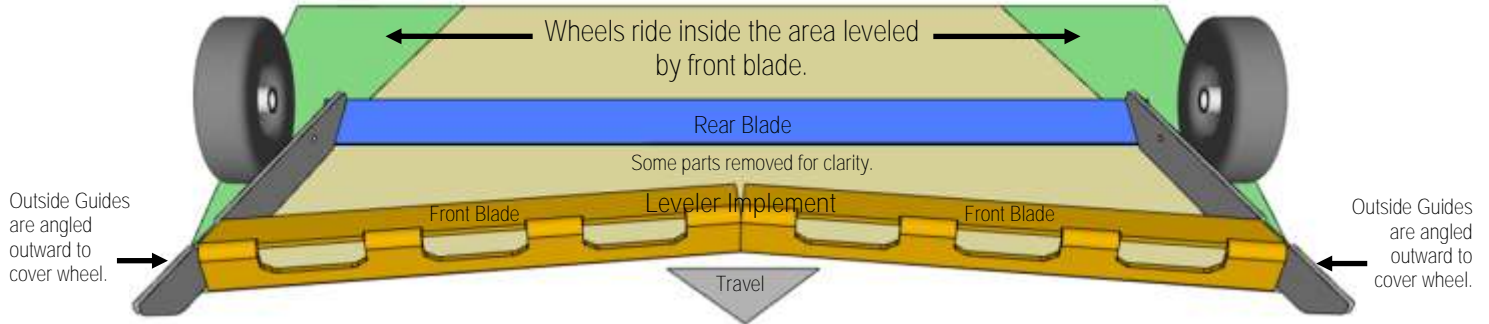 Wheels ride inside the area leveled
by front blade.
Rear Blade
Some parts removed for clarity.
Leveler Implement
Front Blade
Front Blade
Outside Guides
are angled
outward to
cover wheel.
Outside Guides
are angled
outward to
cover wheel.
Travel